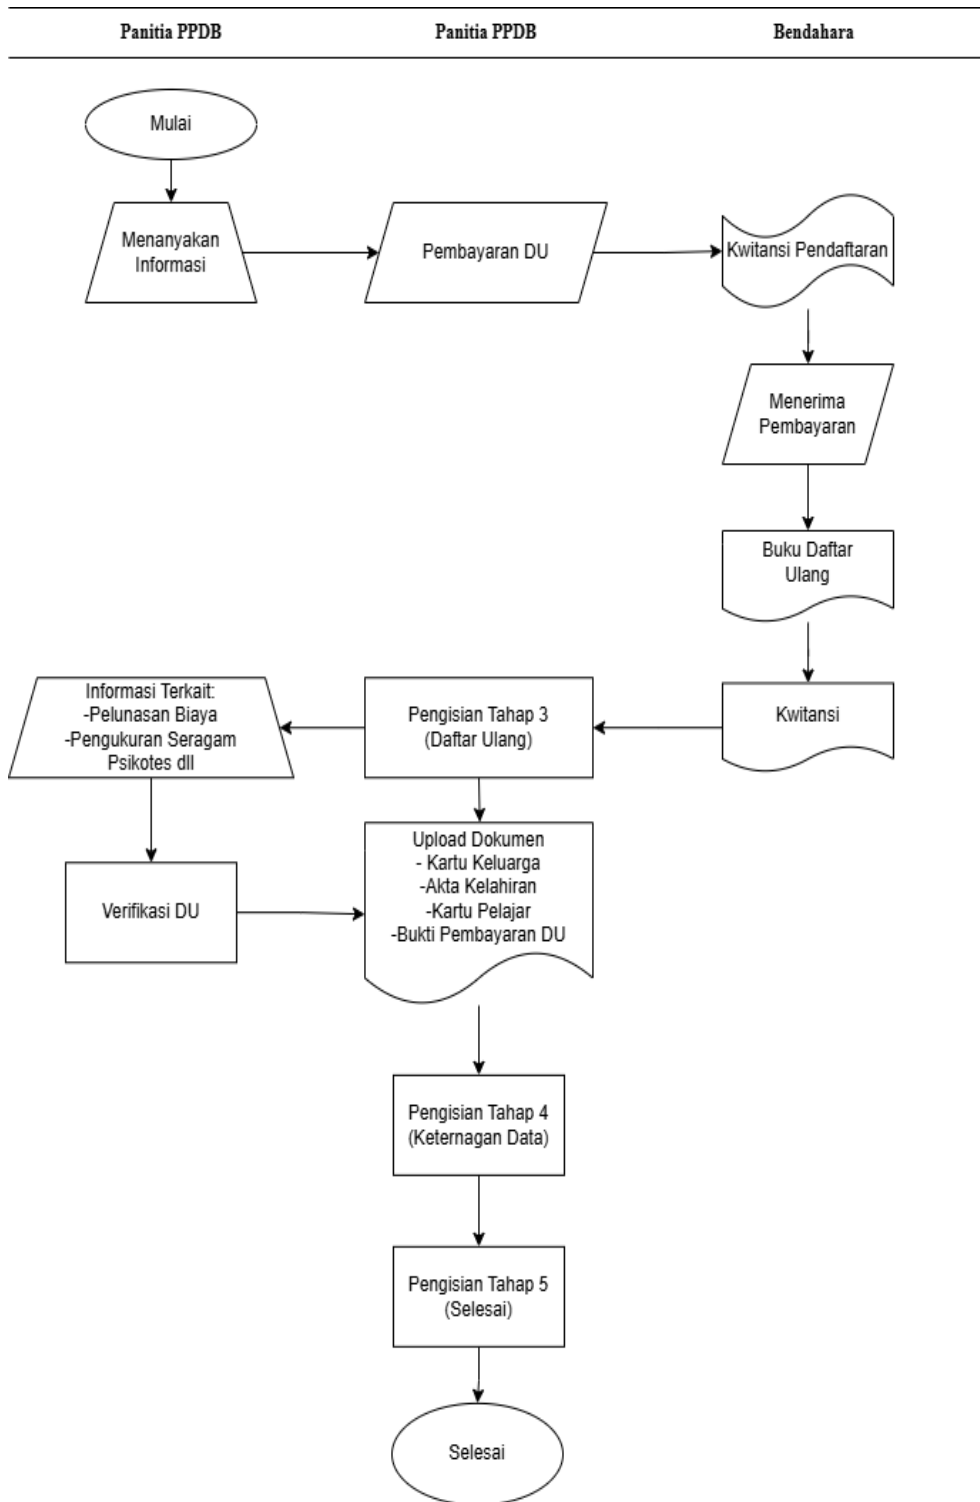 Panitia PPDB
Panitia PPDB
Bendahara
Mulai
Menanyakan
Informasi
Pembayaran DU
Kwitansi Pendaftaran
Menerima
Pembayaran
Buku Daftar
Ulang
Informasi Terkait:
-Pelunasan Biaya
-Pengukuran Seragam
Psikotes dll
Pengisian Tahap 3
(Daftar Ulang)
Kwitansi
Verifikasi DU
Upload Dokumen
- Kartu Keluarga
-Akta Kelahiran
-Kartu Pelajar
-Bukti Pembayaran DU
Pengisian Tahap 4
(Keternagan Data)
Pengisian Tahap 5
(Selesai)
Selesai